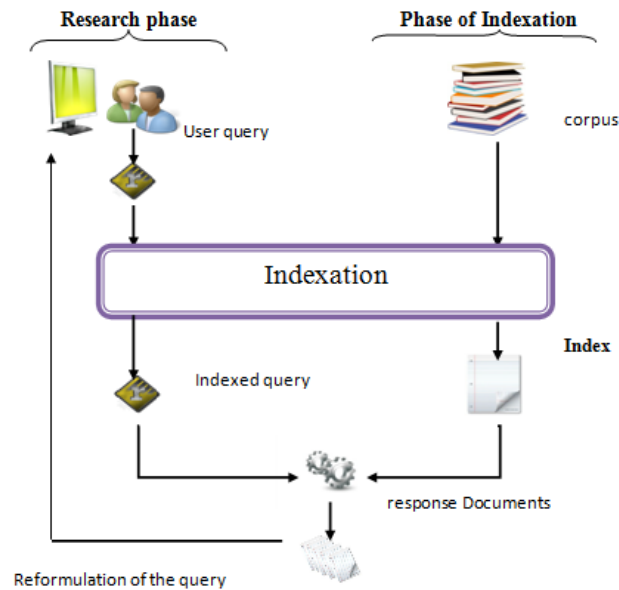 Research phase
Phase of Indexation
User query
corpus
Indexation
Index
Indexed query
response Documents
Reformulation of the query